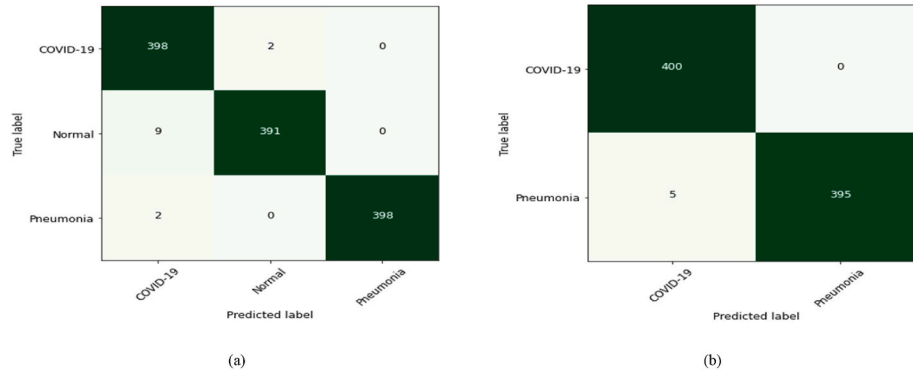 COVID-19
398
2
0
True label
Normal
9
391
0
Pneumonia
2
0
398
COVID-19
Normal
Pneumonia
Predicted label
(a)
COVID-19
400
0
True label
Pneumonia
5
395
COVID-19
Pneumonia
Predicted label
(b)